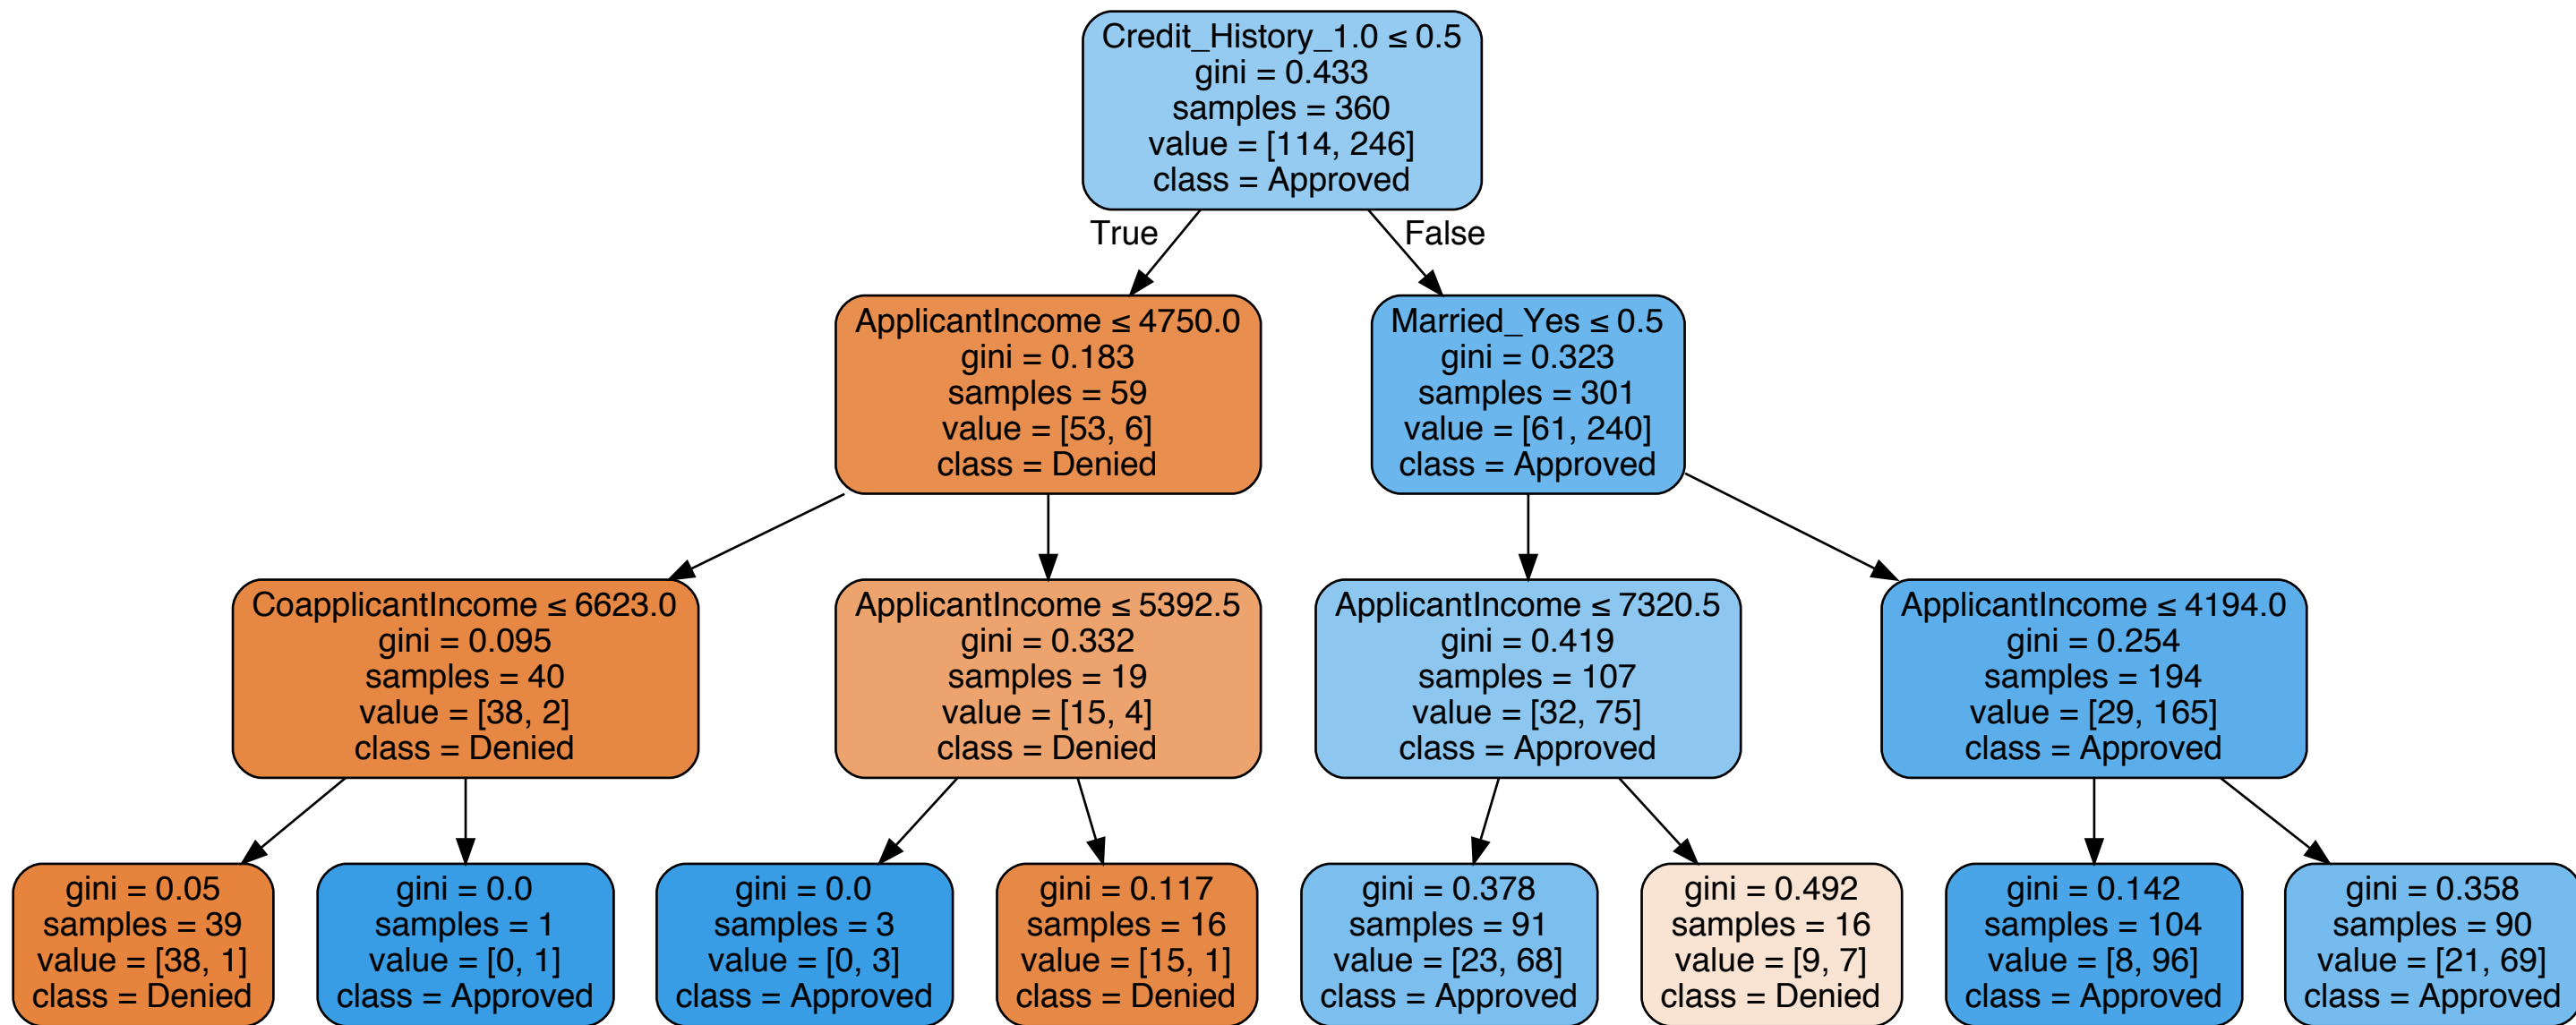 Credit_History_1.0 ≤ 0.5
gini = 0.433
samples = 360
value = [114, 246]
class = Approved
True
False
ApplicantIncome ≤ 4750.0
gini = 0.183
samples = 59
value = [53, 6]
class = Denied
Married_Yes ≤ 0.5
gini = 0.323
samples = 301
value = [61, 240]
class = Approved
CoapplicantIncome ≤ 6623.0
gini = 0.095
samples = 40
value = [38, 2]
class = Denied
ApplicantIncome ≤ 5392.5
gini = 0.332
samples = 19
value = [15, 4]
class = Denied
ApplicantIncome ≤ 7320.5
gini = 0.419
samples = 107
value = [32, 75]
class = Approved
ApplicantIncome ≤ 4194.0
gini = 0.254
samples = 194
value = [29, 165]
class = Approved
gini = 0.05
samples = 39
value = [38, 1]
class = Denied
gini = 0.0
samples = 1
value = [0, 1]
class = Approved
gini = 0.0
samples = 3
value = [0, 3]
class = Approved
gini = 0.117
samples = 16
value = [15, 1]
class = Denied
gini = 0.378
samples = 91
value = [23, 68]
class = Approved
gini = 0.492
samples = 16
value = [9, 7]
class = Denied
gini = 0.142
samples = 104
value = [8, 96]
class = Approved
gini = 0.358
samples = 90
value = [21, 69]
class = Approved